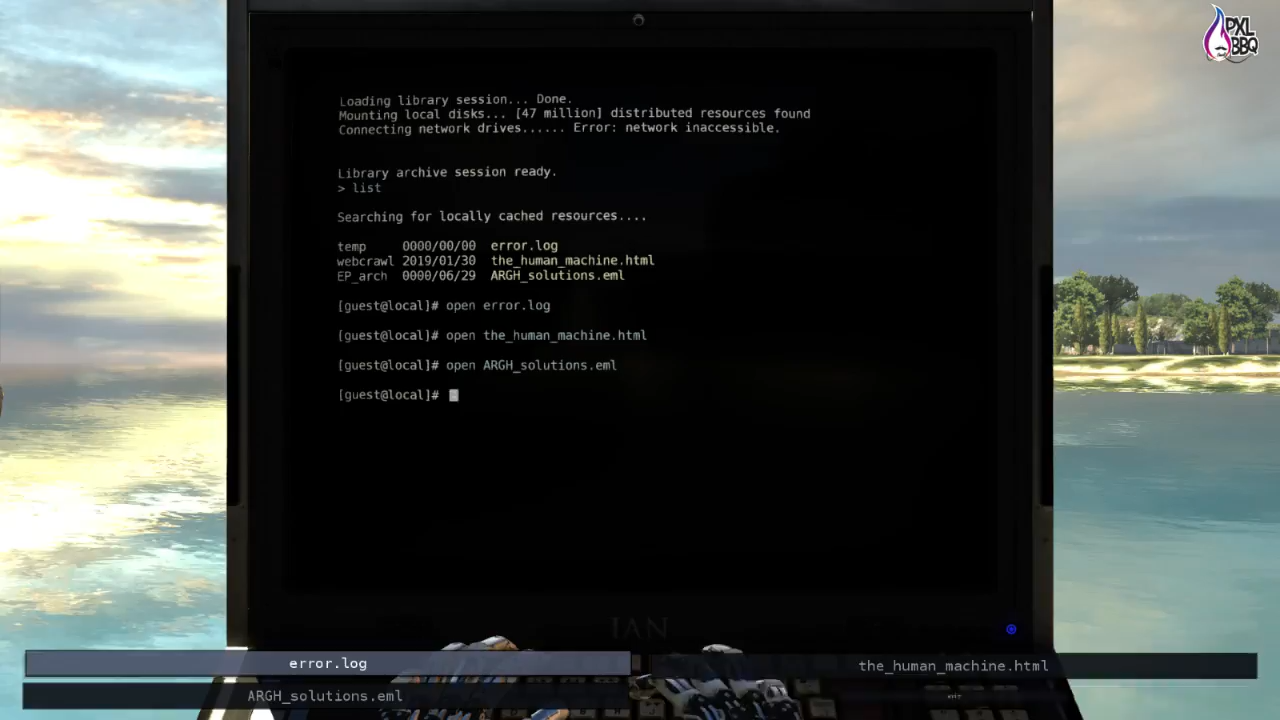 PXL
BBQ
Loading library session... Done.
Mounting local disks... [47 million] distributed resources found
Connecting network drives...... Error: network inaccessible.
Library archive session ready.
> list
Searching for locally cached resources....
temp 0000/00/00 error.log
webcrawl 2019/01/30 the_human_machine.html
EP_arch 0000/06/29 ARGH_solutions.eml
[guest@local]# open error.log
[guest@local]# open the_human_machine.html
[guest@local]# open ARGH_solutions.eml
[guest@local]#
IAN
error.log
the_human_machine.html
ARGH_solutions.eml
exit